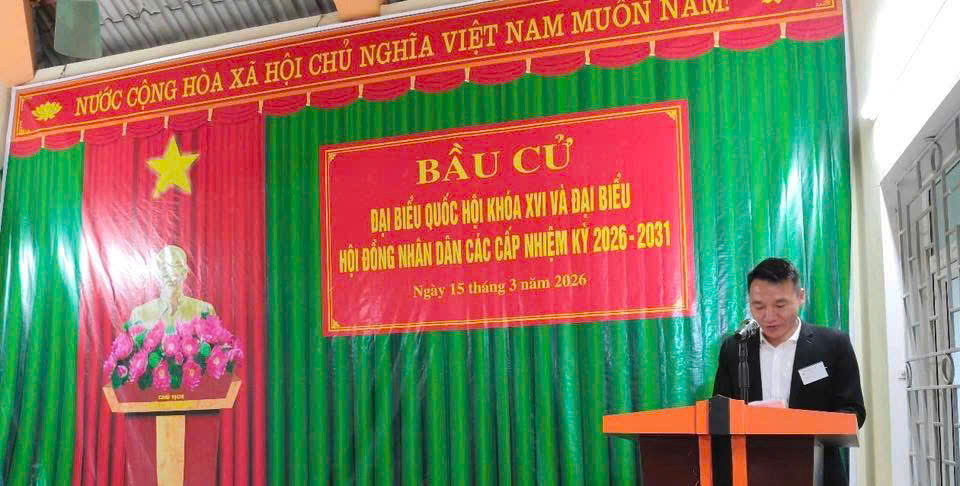 NƯỚC CỘNG HÒA XÃ HỘI CHỦ NGHĨA VIỆT NAM MUÔN NĂM!
BẦU CỬ
ĐẠI BIỂU QUỐC HỘI KHÓA XVI VÀ ĐẠI BIỂU
HỘI ĐỒNG NHÂN DÂN CÁC CẤP NHIỆM KỲ 2026 - 2031
Ngày 15 tháng 3 năm 2026